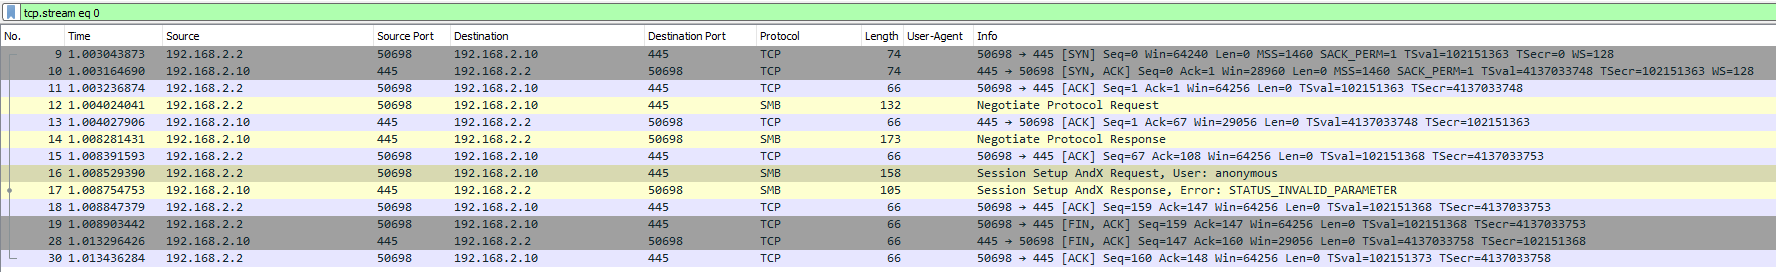 tcp.stream eq 0
No. Time Source Source Port Destination Destination Port Protocol Length User-Agent Info
9 1.003043873 192.168.2.2 50698 192.168.2.10 445 TCP 74 50698 → 445 [SYN] Seq=0 Win=64240 Len=0 MSS=1460 SACK_PERM=1 TSval=102151363 TSecr=0 WS=128
10 1.003164690 192.168.2.10 445 192.168.2.2 50698 TCP 74 445 → 50698 [SYN, ACK] Seq=0 Ack=1 Win=28960 Len=0 MSS=1460 SACK_PERM=1 TSval=4137033748 TSecr=102151363 WS=128
11 1.003236874 192.168.2.2 50698 192.168.2.10 445 TCP 66 50698 → 445 [ACK] Seq=1 Ack=1 Win=64256 Len=0 TSval=102151363 TSecr=4137033748
12 1.004024041 192.168.2.2 50698 192.168.2.10 445 SMB 132 Negotiate Protocol Request
13 1.004027906 192.168.2.10 445 192.168.2.2 50698 TCP 66 445 → 50698 [ACK] Seq=1 Ack=67 Win=29056 Len=0 TSval=4137033748 TSecr=102151363
14 1.008281431 192.168.2.10 445 192.168.2.2 50698 SMB 173 Negotiate Protocol Response
15 1.008391593 192.168.2.2 50698 192.168.2.10 445 TCP 66 50698 → 445 [ACK] Seq=67 Ack=108 Win=64256 Len=0 TSval=102151368 TSecr=4137033753
16 1.008529390 192.168.2.2 50698 192.168.2.10 445 SMB 158 Session Setup AndX Request, User: anonymous
17 1.008754753 192.168.2.10 445 192.168.2.2 50698 SMB 105 Session Setup AndX Response, Error: STATUS_INVALID_PARAMETER
18 1.008847379 192.168.2.2 50698 192.168.2.10 445 TCP 66 50698 → 445 [ACK] Seq=159 Ack=147 Win=64256 Len=0 TSval=102151368 TSecr=4137033753
19 1.008903442 192.168.2.2 50698 192.168.2.10 445 TCP 66 50698 → 445 [FIN, ACK] Seq=159 Ack=147 Win=64256 Len=0 TSval=102151368 TSecr=4137033753
28 1.013296426 192.168.2.10 445 192.168.2.2 50698 TCP 66 445 → 50698 [FIN, ACK] Seq=147 Ack=160 Win=29056 Len=0 TSval=4137033758 TSecr=102151368
30 1.013436284 192.168.2.2 50698 192.168.2.10 445 TCP 66 50698 → 445 [ACK] Seq=160 Ack=148 Win=64256 Len=0 TSval=102151373 TSecr=4137033758